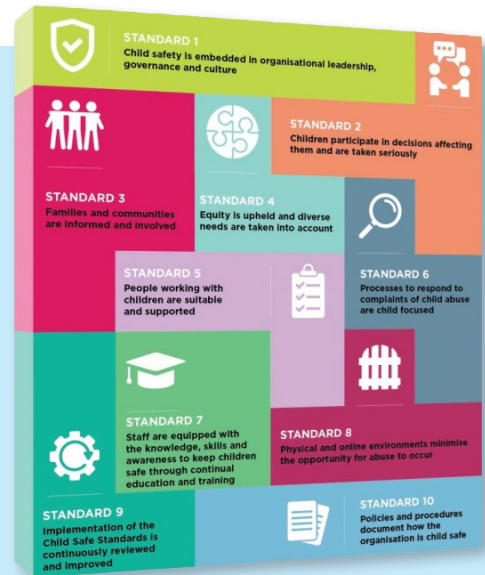 STANDARD 1
Child safety is embedded in organisational leadership,
governance and culture
STANDARD 2
Children participate in decisions affecting
them and are taken seriously
STANDARD 3
Families and communities
are informed and involved
STANDARD 4
Equity is upheld and diverse
needs are taken into account
STANDARD 5
People working with
children are suitable
and supported
STANDARD 6
Processes to respond to
complaints of child abuse
are child focused
STANDARD 7
Staff are equipped with
the knowledge, skills and
awareness to keep children
safe through continual
education and training
STANDARD 8
Physical and online environments minimise
the opportunity for abuse to occur
STANDARD 9
Implementation of the
Child Safe Standards is
continuously reviewed
and improved
STANDARD 10
Policies and procedures
document how the
organisation is child safe